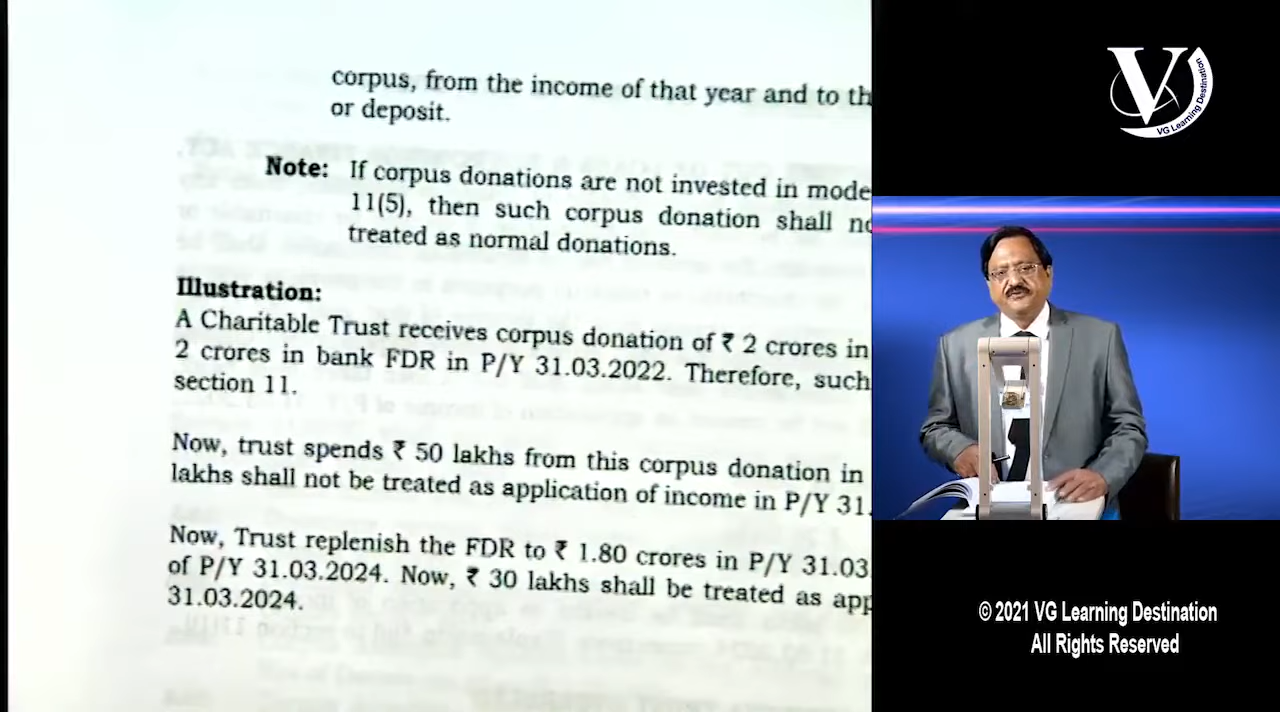 corpus, from the income of that year and to th
or deposit.
Note: If corpus donations are not invested in mode
11(5), then such corpus donation shall no
treated as normal donations.
Illustration:
A Charitable Trust receives corpus donation of ₹ 2 crores in
2 crores in bank FDR in P/Y 31.03.2022. Therefore, such
section 11.
Now, trust spends ₹ 50 lakhs from this corpus donation in
lakhs shall not be treated as application of income in P/Y 31.
Now, Trust replenish the FDR to ₹ 1.80 crores in P/Y 31.03
of P/Y 31.03.2024. Now, ₹ 30 lakhs shall be treated as app
31.03.2024.
V
VG Learning Destination
© 2021 VG Learning Destination
All Rights Reserved